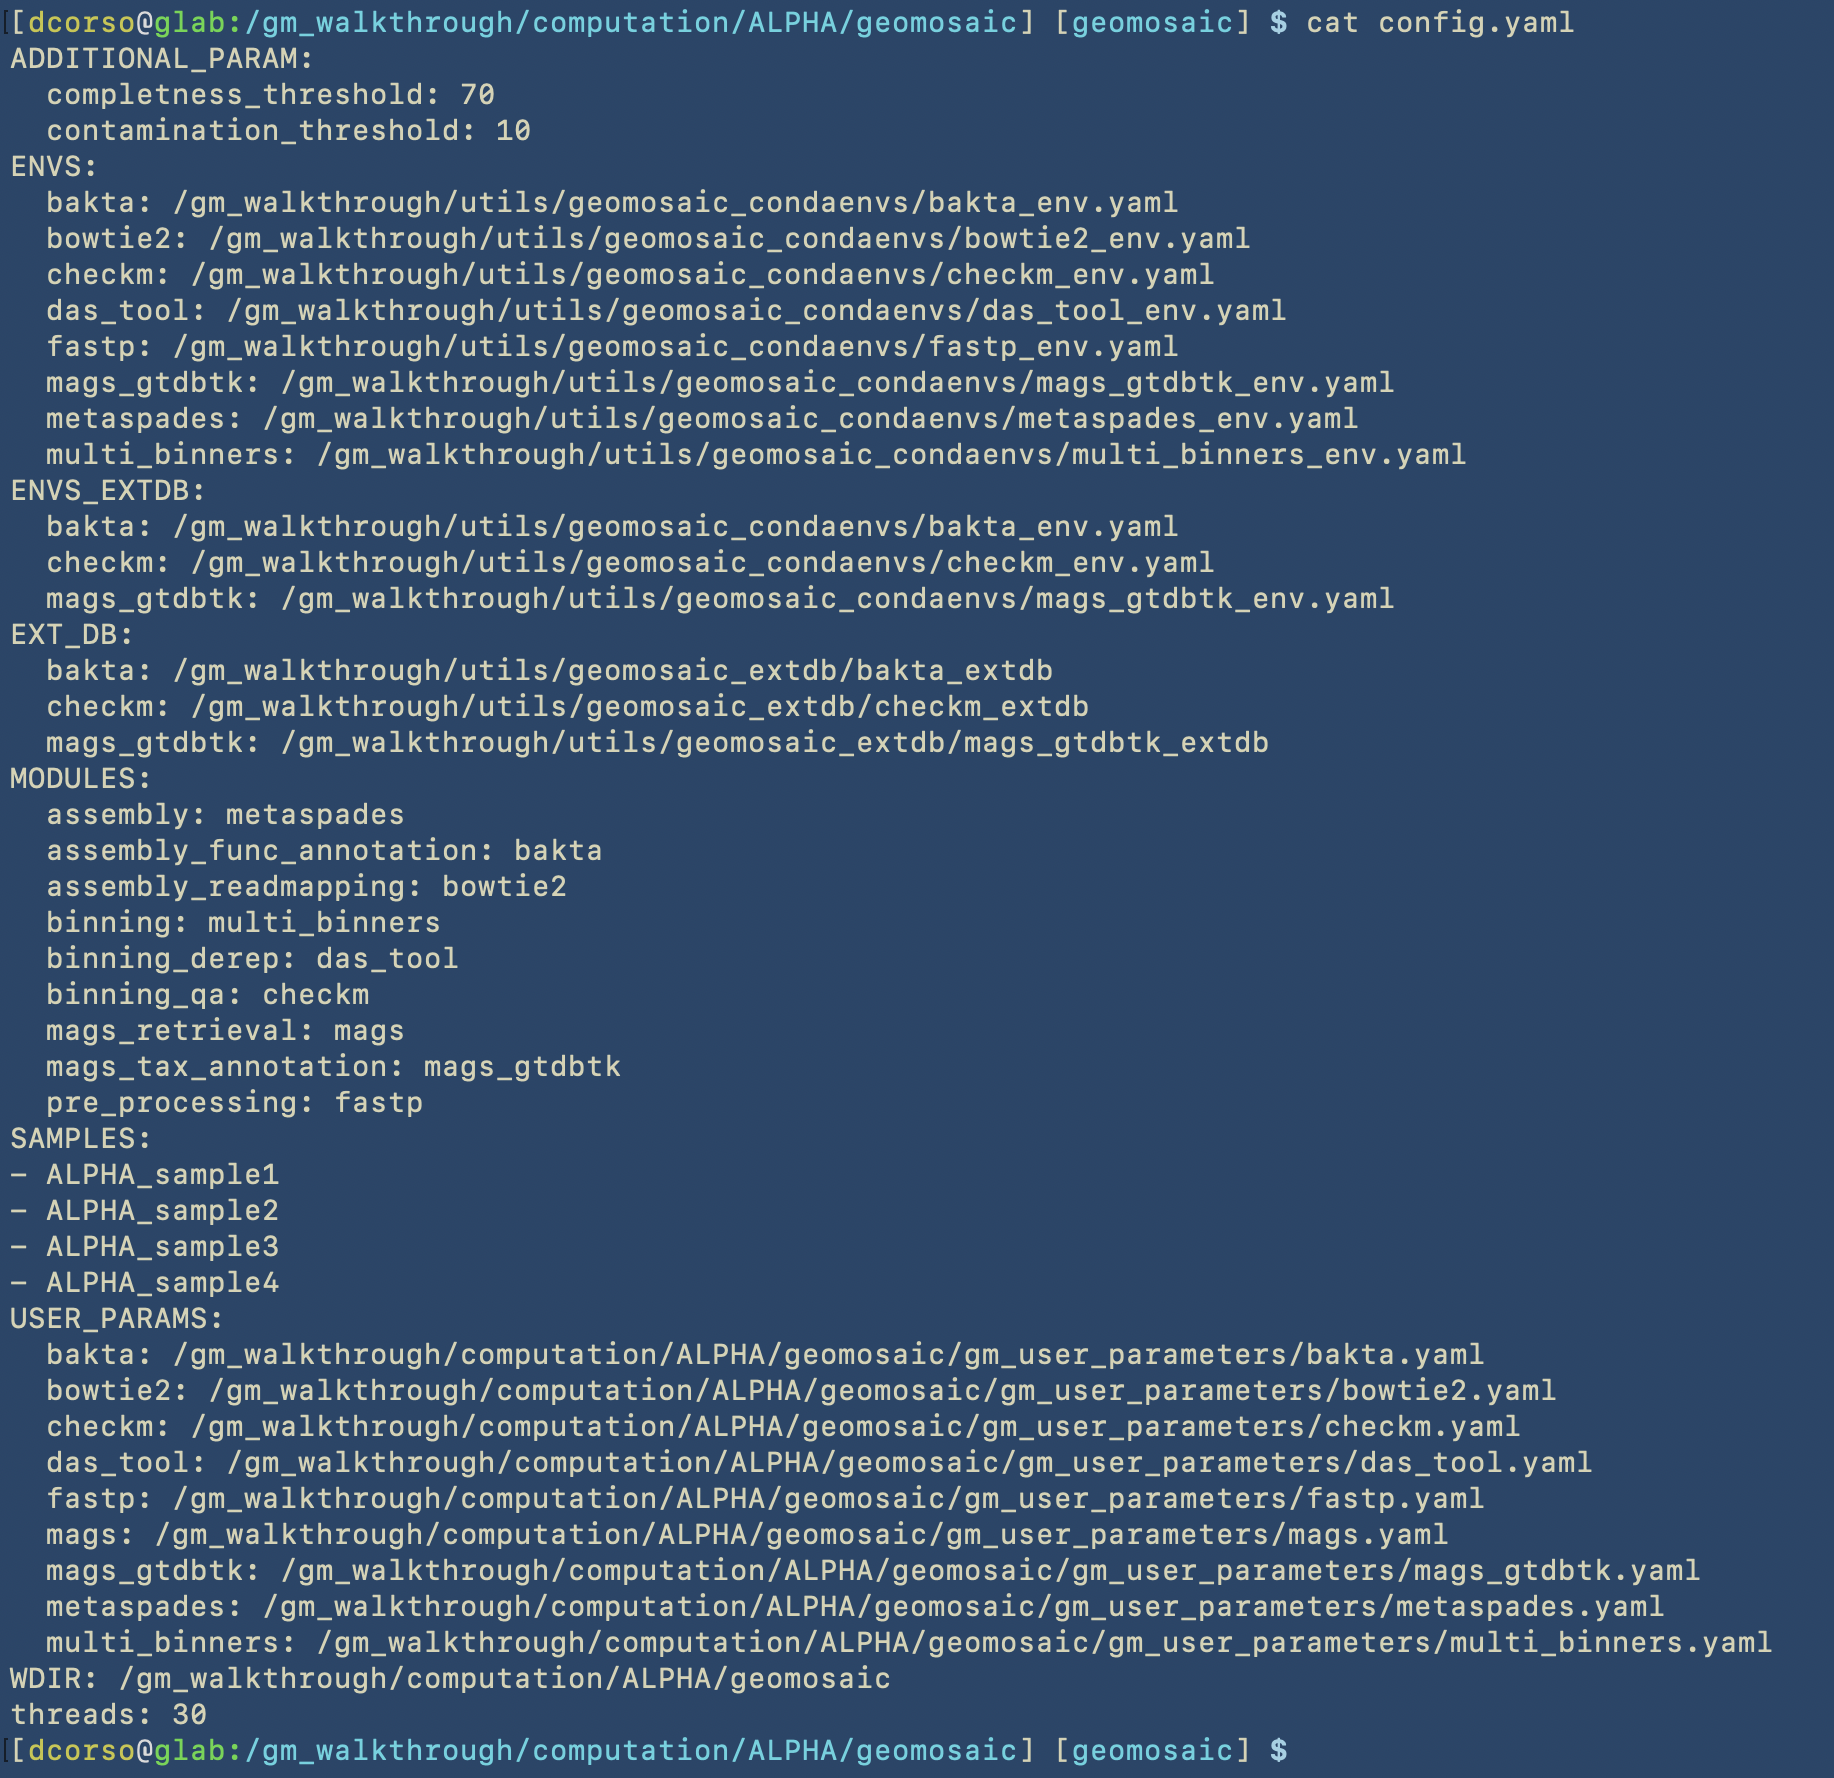 [[dcorso@glab:/gm_walkthrough/computation/ALPHA/geomosaic] [geomosaic] $ cat config.yaml
ADDITIONAL_PARAM:
  completness_threshold: 70
  contamination_threshold: 10
ENVS:
  bakta: /gm_walkthrough/utils/geomosaic_condaenvs/bakta_env.yaml
  bowtie2: /gm_walkthrough/utils/geomosaic_condaenvs/bowtie2_env.yaml
  checkm: /gm_walkthrough/utils/geomosaic_condaenvs/checkm_env.yaml
  das_tool: /gm_walkthrough/utils/geomosaic_condaenvs/das_tool_env.yaml
  fastp: /gm_walkthrough/utils/geomosaic_condaenvs/fastp_env.yaml
  mags_gtdbtk: /gm_walkthrough/utils/geomosaic_condaenvs/mags_gtdbtk_env.yaml
  metaspades: /gm_walkthrough/utils/geomosaic_condaenvs/metaspades_env.yaml
  multi_binners: /gm_walkthrough/utils/geomosaic_condaenvs/multi_binners_env.yaml
ENVS_EXTDB:
  bakta: /gm_walkthrough/utils/geomosaic_condaenvs/bakta_env.yaml
  checkm: /gm_walkthrough/utils/geomosaic_condaenvs/checkm_env.yaml
  mags_gtdbtk: /gm_walkthrough/utils/geomosaic_condaenvs/mags_gtdbtk_env.yaml
EXT_DB:
  bakta: /gm_walkthrough/utils/geomosaic_extdb/bakta_extdb
  checkm: /gm_walkthrough/utils/geomosaic_extdb/checkm_extdb
  mags_gtdbtk: /gm_walkthrough/utils/geomosaic_extdb/mags_gtdbtk_extdb
MODULES:
  assembly: metaspades
  assembly_func_annotation: bakta
  assembly_readmapping: bowtie2
  binning: multi_binners
  binning_derep: das_tool
  binning_qa: checkm
  mags_retrieval: mags
  mags_tax_annotation: mags_gtdbtk
  pre_processing: fastp
SAMPLES:
- ALPHA_sample1
- ALPHA_sample2
- ALPHA_sample3
- ALPHA_sample4
USER_PARAMS:
  bakta: /gm_walkthrough/computation/ALPHA/geomosaic/gm_user_parameters/bakta.yaml
  bowtie2: /gm_walkthrough/computation/ALPHA/geomosaic/gm_user_parameters/bowtie2.yaml
  checkm: /gm_walkthrough/computation/ALPHA/geomosaic/gm_user_parameters/checkm.yaml
  das_tool: /gm_walkthrough/computation/ALPHA/geomosaic/gm_user_parameters/das_tool.yaml
  fastp: /gm_walkthrough/computation/ALPHA/geomosaic/gm_user_parameters/fastp.yaml
  mags: /gm_walkthrough/computation/ALPHA/geomosaic/gm_user_parameters/mags.yaml
  mags_gtdbtk: /gm_walkthrough/computation/ALPHA/geomosaic/gm_user_parameters/mags_gtdbtk.yaml
  metaspades: /gm_walkthrough/computation/ALPHA/geomosaic/gm_user_parameters/metaspades.yaml
  multi_binners: /gm_walkthrough/computation/ALPHA/geomosaic/gm_user_parameters/multi_binners.yaml
WDIR: /gm_walkthrough/computation/ALPHA/geomosaic
threads: 30
[[dcorso@glab:/gm_walkthrough/computation/ALPHA/geomosaic] [geomosaic] $